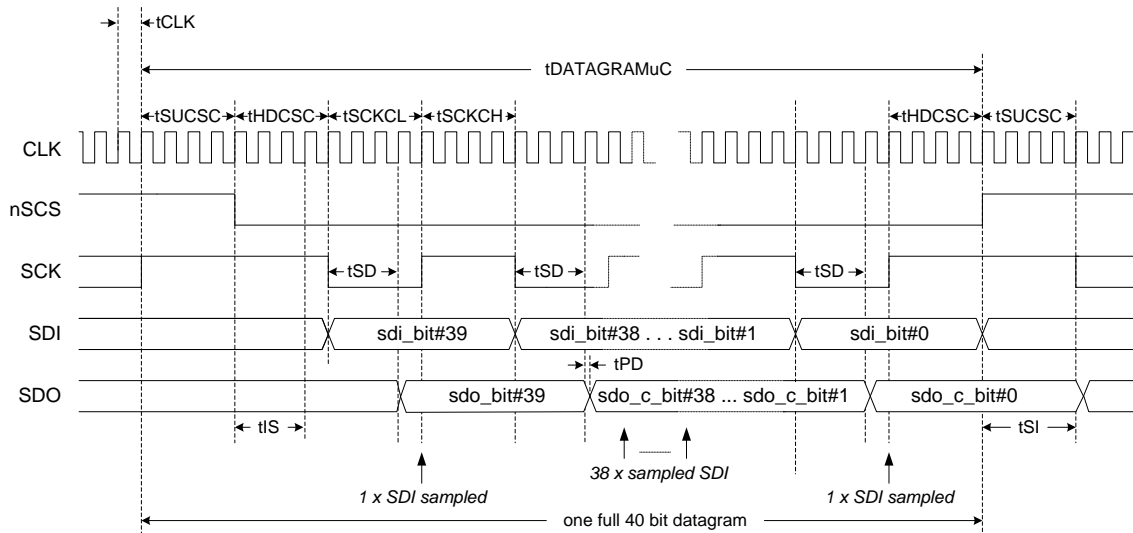 tCLK
tDATAGRAMuC
tSUCSC tHDCSC tSCKCL tSCKCH tHDCSC tSUCSC
CLK
nSCS
SCK tSD tSD tSD
SDI sdi_bit#39 sdi_bit#38 . . . sdi_bit#1 sdi_bit#0
tPD
SDO sdo_bit#39 sdo_c_bit#38 ... sdo_c_bit#1 sdo_c_bit#0
tIS tSI
38 x sampled SDI
1 x SDI sampled 1 x SDI sampled
one full 40 bit datagram